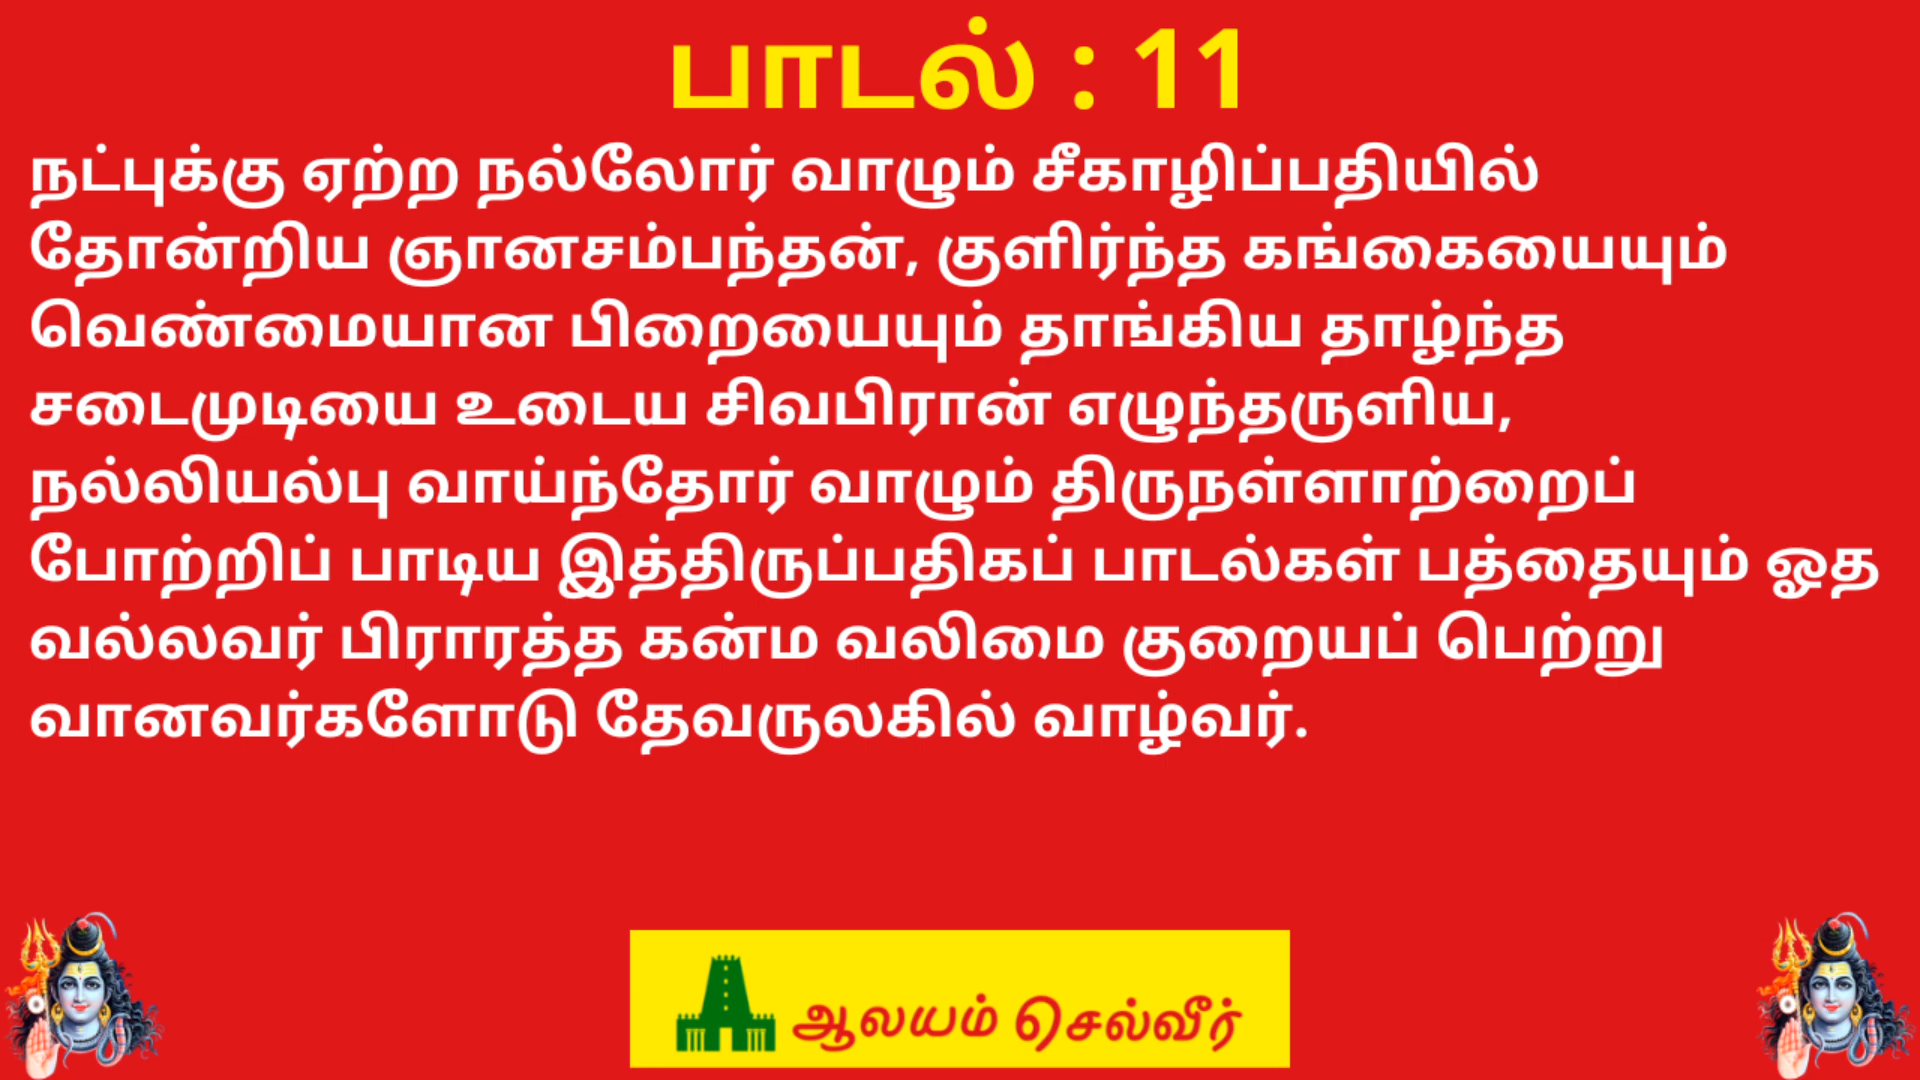 பாடல் : 11
நட்புக்கு ஏற்ற நல்லோர் வாழும் சீகாழிப்பதியில்
தோன்றிய ஞானசம்பந்தன், குளிர்ந்த கங்கையையும்
வெண்மையான பிறையையும் தாங்கிய தாழ்ந்த
சடைமுடியை உடைய சிவபிரான் எழுந்தருளிய,
நல்லியல்பு வாய்ந்தோர் வாழும் திருநள்ளாற்றைப்
போற்றிப் பாடிய இத்திருப்பதிகப் பாடல்கள் பத்தையும் ஓத
வல்லவர் பிராரத்த கன்ம வலிமை குறையப் பெற்று
வானவர்களோடு தேவருலகில் வாழ்வர்.
ஆலயம் செல்வீர்